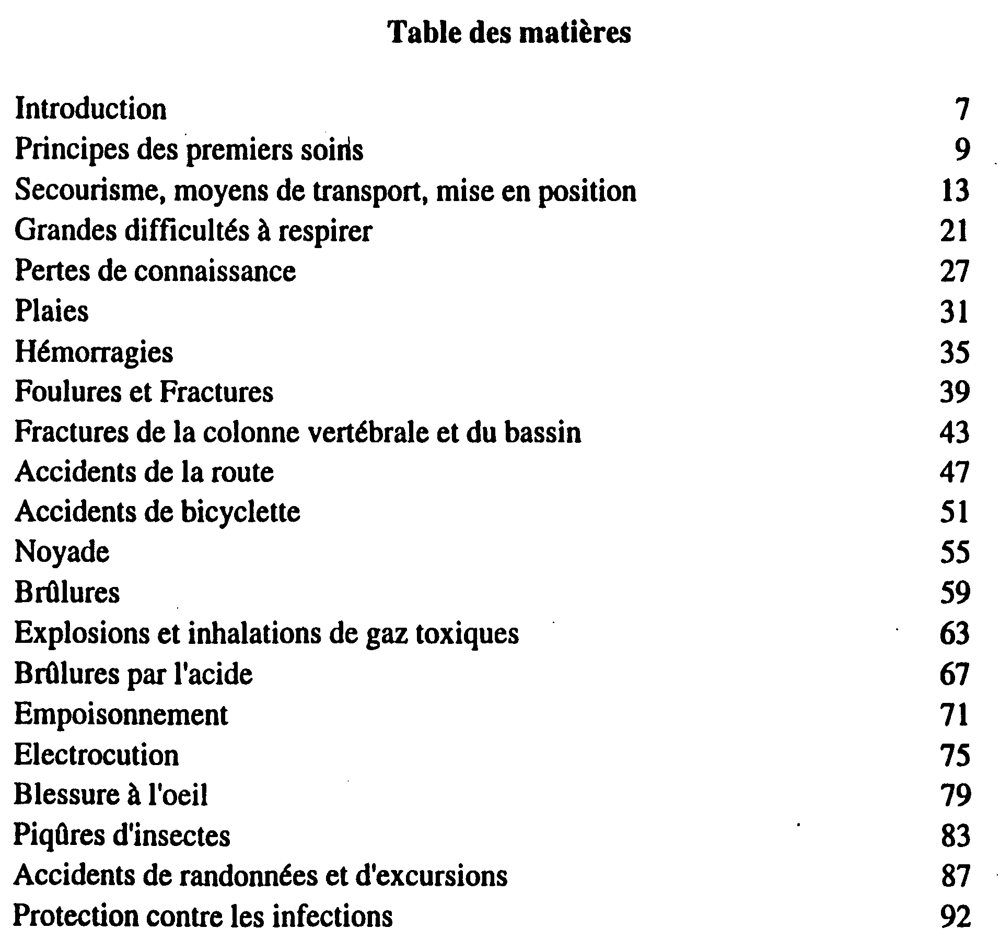 Table des matières
Introduction 7
Principes des premiers soins 9
Secourisme, moyens de transport, mise en position 13
Grandes difficultés à respirer 21
Pertes de connaissance 27
Plaies 31
Hémorragies 35
Foulures et Fractures 39
Fractures de la colonne vertébrale et du bassin 43
Accidents de la route 47
Accidents de bicyclette 51
Noyade 55
Brûlures 59
Explosions et inhalations de gaz toxiques 63
Brûlures par l'acide 67
Empoisonnement 71
Electrocution 75
Blessure à l'oeil 79
Piqûres d'insectes 83
Accidents de randonnées et d'excursions 87
Protection contre les infections 92